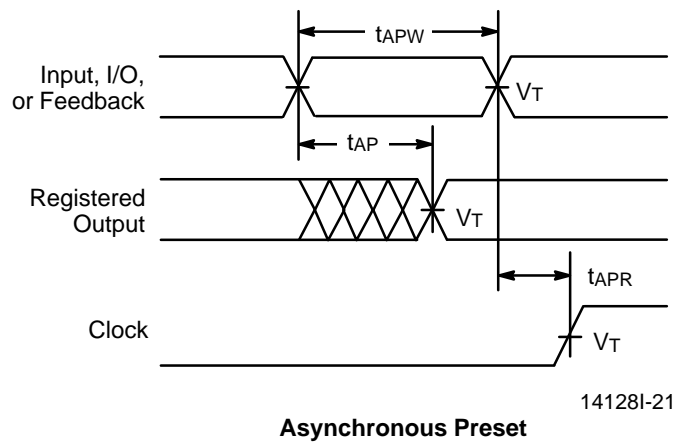 tAPW
Input, I/O,
or Feedback
VT
tAP
Registered
Output
VT
tAPR
Clock
VT
14128I-21
Asynchronous Preset